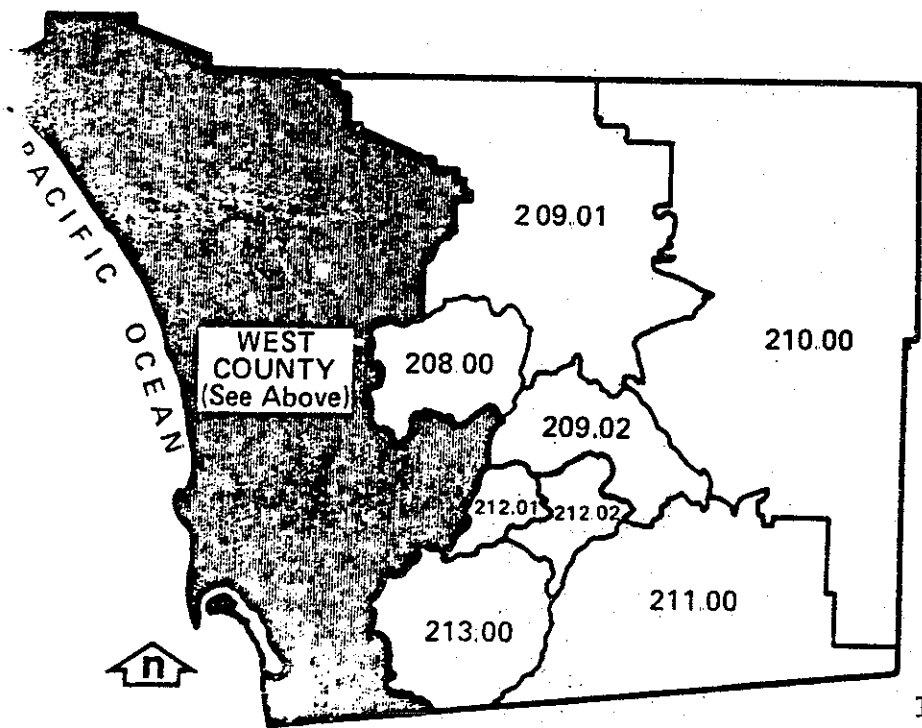 PACIFIC OCEAN
209.01
WEST
COUNTY
(See Above)
208.00
210.00
209.02
212.01
212.02
213.00
211.00
n